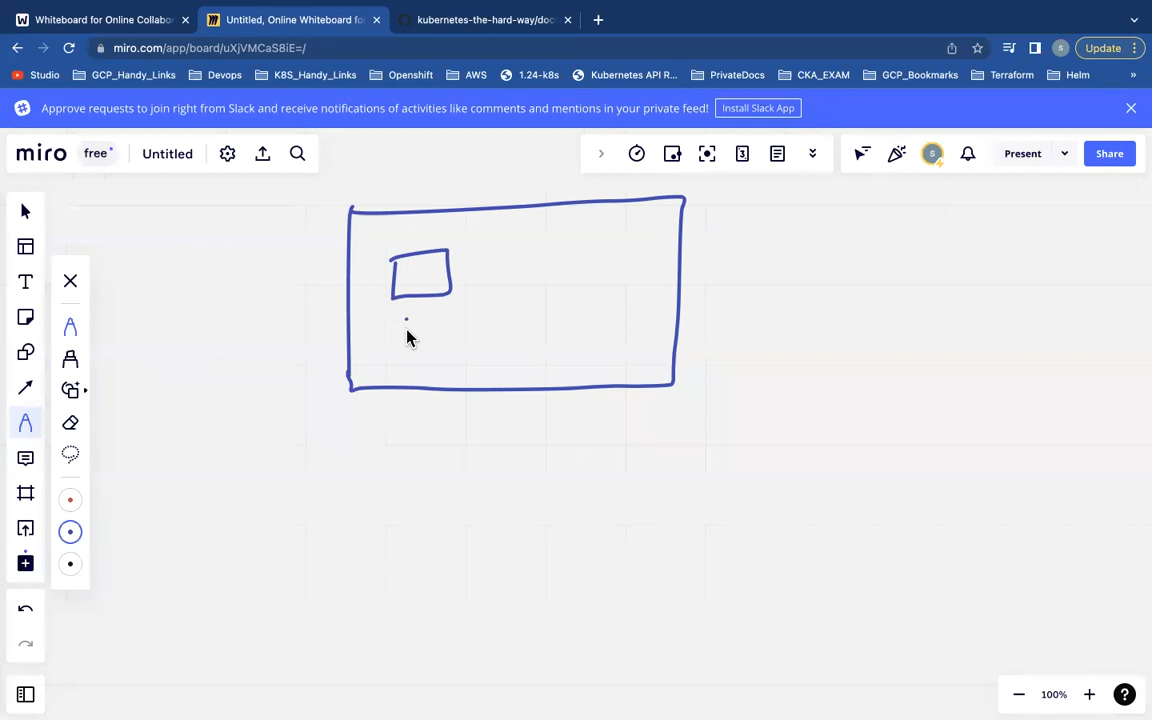 Whiteboard for Online Collabor
Untitled, Online Whiteboard fo
kubernetes-the-hard-way/doc
miro.com/app/board/uXjVMCaS8iE=/
S
Update
Studio
GCP_Handy_Links
Devops
K8S_Handy_Links
Openshift
AWS
1.24-k8s
Kubernetes API R...
PrivateDocs
CKA_EXAM
GCP_Bookmarks
Terraform
Helm
»
Approve requests to join right from Slack and receive notifications of activities like comments and mentions in your private feed!
Install Slack App
miro
free
Untitled
3
S
Present
Share
T
100%
?